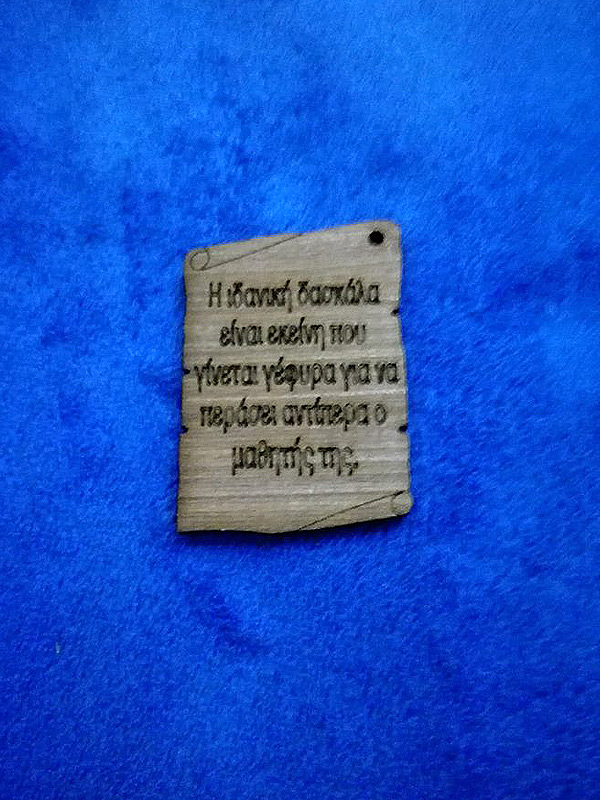 Η ιδανική δασκάλα
είναι εκείνη που
γίνεται γέφυρα για να
περάσει αντίπερα ο
μαθητής της.